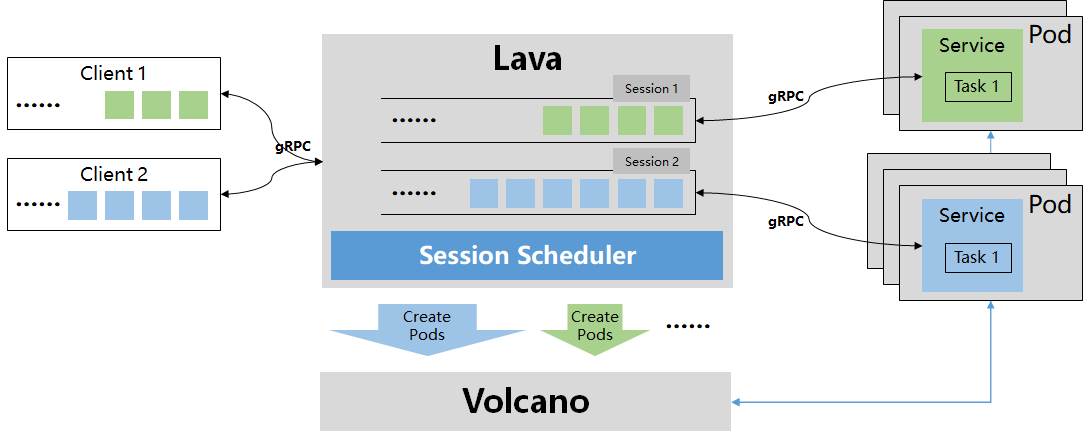 Client 1
......
Client 2
......
gRPC
Lava
Session 1
......
Session 2
......
Session Scheduler
Create
Pods
Create
Pods
......
Volcano
gRPC
gRPC
Pod
Service
Task 1
Pod
Service
Task 1